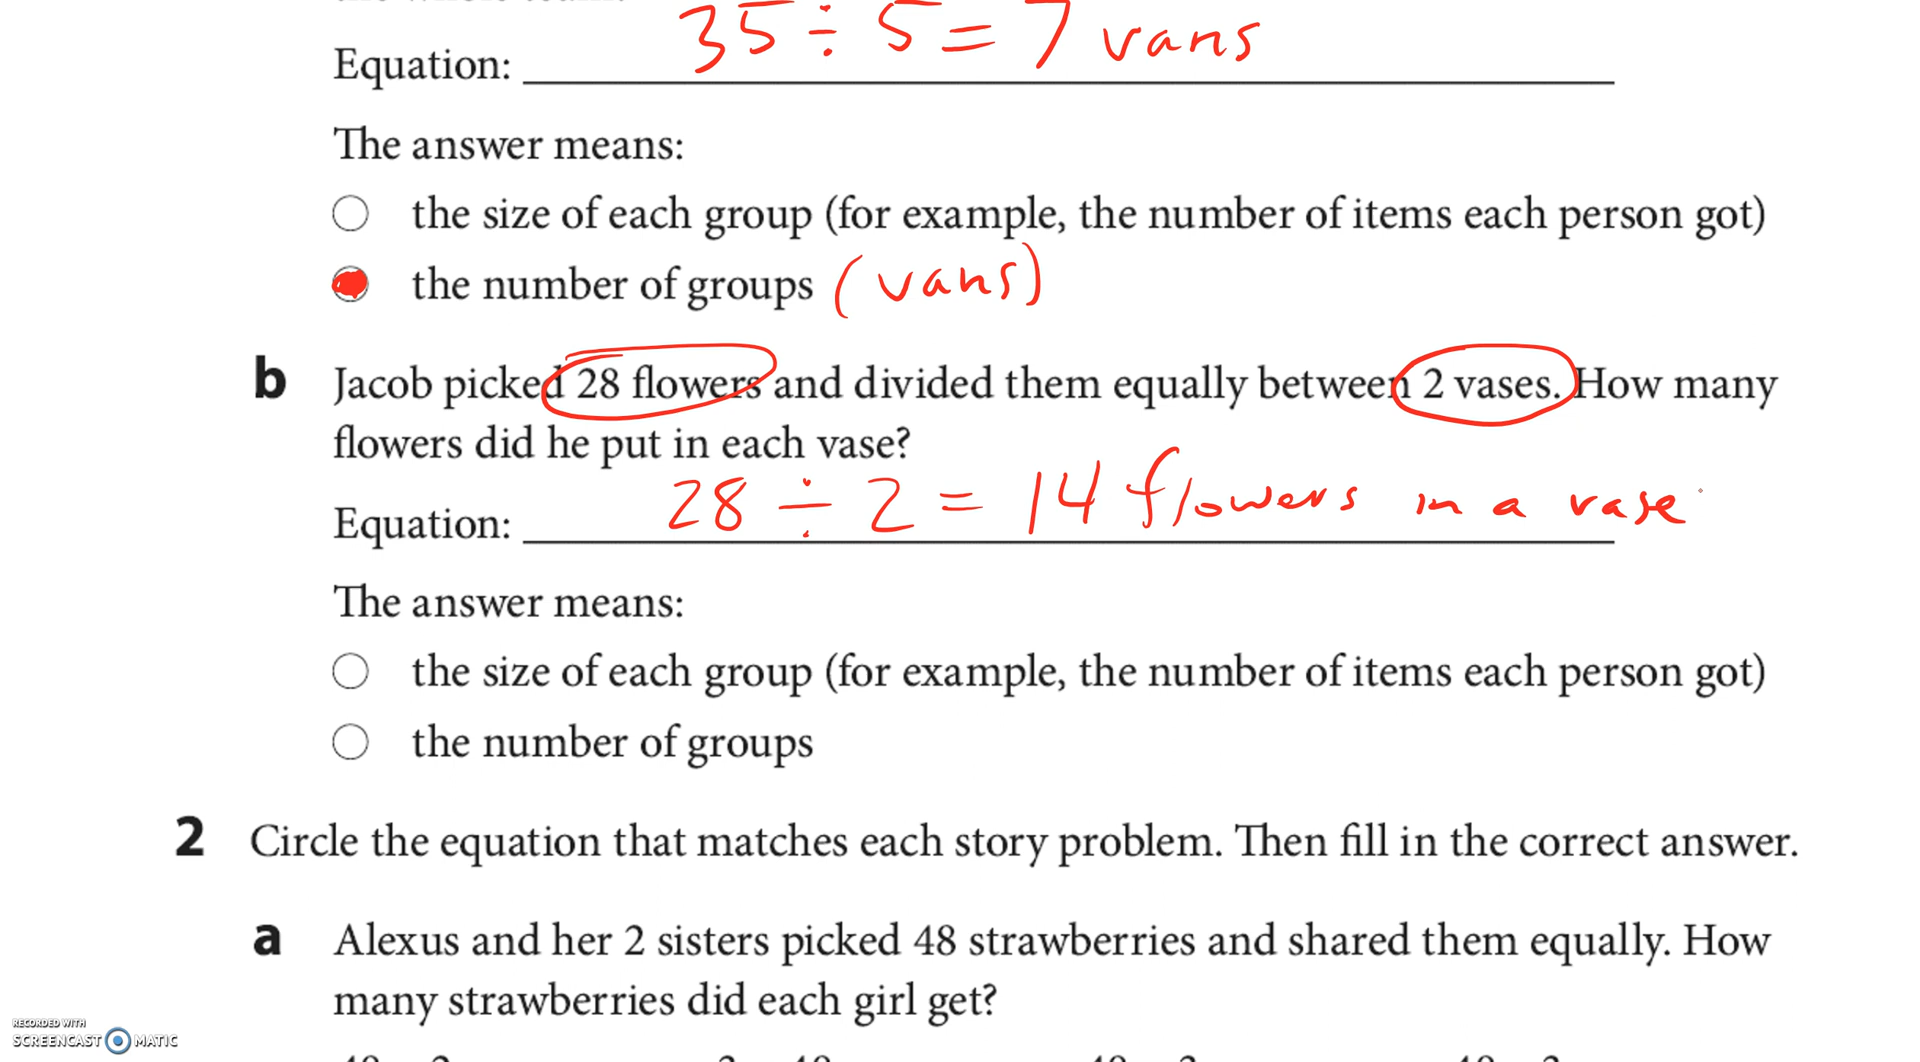 35 ÷ 5 = 7 vans
Equation:
The answer means:
the size of each group (for example, the number of items each person got)
the number of groups (vans)
b Jacob picked 28 flowers and divided them equally between 2 vases. How many
flowers did he put in each vase?
28 ÷ 2 = 14 flowers in a vase
Equation:
The answer means:
the size of each group (for example, the number of items each person got)
the number of groups
2 Circle the equation that matches each story problem. Then fill in the correct answer.
a Alexus and her 2 sisters picked 48 strawberries and shared them equally. How
many strawberries did each girl get?
RECORDED WITH
SCREENCAST MATIC